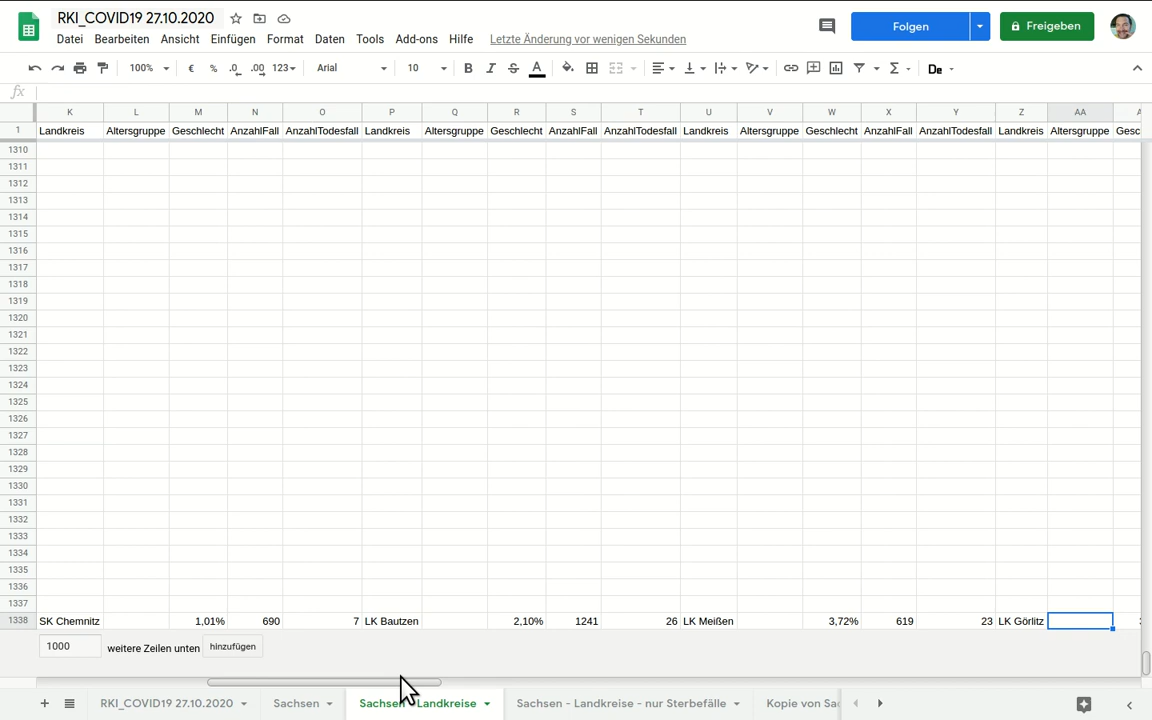 RKI_COVID19 27.10.2020
Datei Bearbeiten Ansicht Einfügen Format Daten Tools Add-ons Hilfe Letzte Änderung vor wenigen Sekunden
Folgen
Freigeben
100% € % .0 .00 123 Arial 10 B I S A De
fx
K L M N O P Q R S T U V W X Y Z AA
1 Landkreis Altersgruppe Geschlecht AnzahlFall AnzahlTodesfall Landkreis Altersgruppe Geschlecht AnzahlFall AnzahlTodesfall Landkreis Altersgruppe Geschlecht AnzahlFall AnzahlTodesfall Landkreis Altersgruppe Gesc
1310
1311
1312
1313
1314
1315
1316
1317
1318
1319
1320
1321
1322
1323
1324
1325
1326
1327
1328
1329
1330
1331
1332
1333
1334
1335
1336
1337
1338 SK Chemnitz 1,01% 690 7 LK Bautzen 2,10% 1241 26 LK Meißen 3,72% 619 23 LK Görlitz
1000 weitere Zeilen unten hinzufügen
RKI_COVID19 27.10.2020 Sachsen Sachsen - Landkreise Sachsen - Landkreise - nur Sterbefälle Kopie von Sac